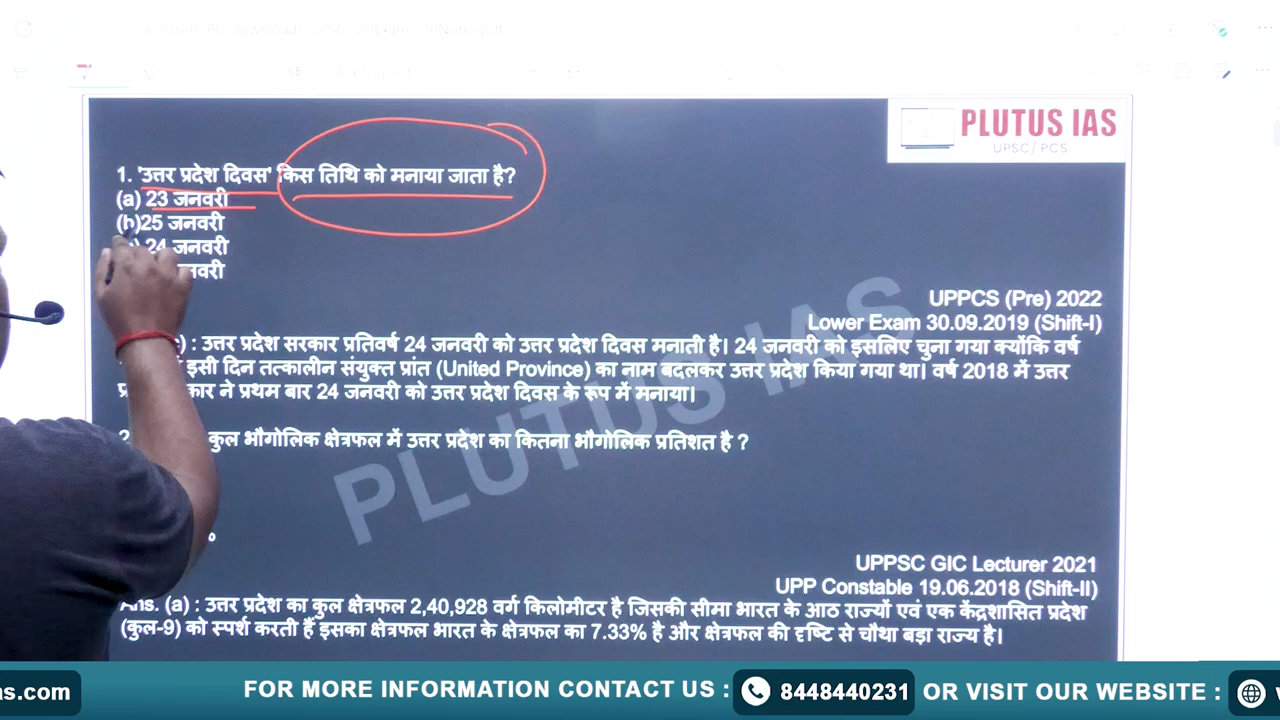 PLUTUS IAS
UPSC/ PCS
1. 'उत्तर प्रदेश दिवस' किस तिथि को मनाया जाता है?
(a) 23 जनवरी
(b)25 जनवरी
24 जनवरी
UPPCS (Pre) 2022
Lower Exam 30.09.2019 (Shift-I)
: उत्तर प्रदेश सरकार प्रतिवर्ष 24 जनवरी को उत्तर प्रदेश दिवस मनाती है। 24 जनवरी को इसलिए चुना गया क्योंकि वर्ष
इसी दिन तत्कालीन संयुक्त प्रांत (United Province) का नाम बदलकर उत्तर प्रदेश किया गया था। वर्ष 2018 में उत्तर
ने प्रथम बार 24 जनवरी को उत्तर प्रदेश दिवस के रूप में मनाया।
कुल भौगोलिक क्षेत्रफल में उत्तर प्रदेश का कितना भौगोलिक प्रतिशत है ?
PLUTUS IAS
UPPSC GIC Lecturer 2021
UPP Constable 19.06.2018 (Shift-II)
Ans. (a) : उत्तर प्रदेश का कुल क्षेत्रफल 2,40,928 वर्ग किलोमीटर है जिसकी सीमा भारत के आठ राज्यों एवं एक केंद्रशासित प्रदेश
(कुल-9) को स्पर्श करती हैं इसका क्षेत्रफल भारत के क्षेत्रफल का 7.33% है और क्षेत्रफल की दृष्टि से चौथा बड़ा राज्य है।
as.com
FOR MORE INFORMATION CONTACT US :
8448440231
OR VISIT OUR WEBSITE :